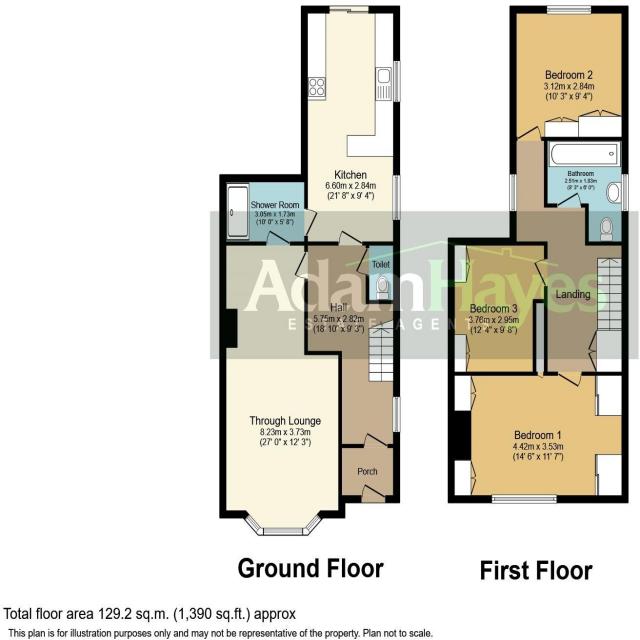 Kitchen
6.60m x 2.84m
(21' 8" x 9' 4")
Shower Room
3.05m x 1.73m
(10' 0" x 5' 8")
Toilet
Hall
5.75m x 2.82m
(18' 10" x 9' 3")
Through Lounge
8.23m x 3.73m
(27' 0" x 12' 3")
Porch
Ground Floor
Bedroom 2
3.12m x 2.84m
(10' 3" x 9' 4")
Bathroom
2.51m x 1.83m
(8' 3" x 6' 0")
Landing
Bedroom 3
3.76m x 2.95m
(12' 4" x 9' 8")
Bedroom 1
4.42m x 3.53m
(14' 6" x 11' 7")
First Floor
AdamHayes
ESTATE AGENTS
Total floor area 129.2 sq.m. (1,390 sq.ft.) approx
This plan is for illustration purposes only and may not be representative of the property. Plan not to scale.